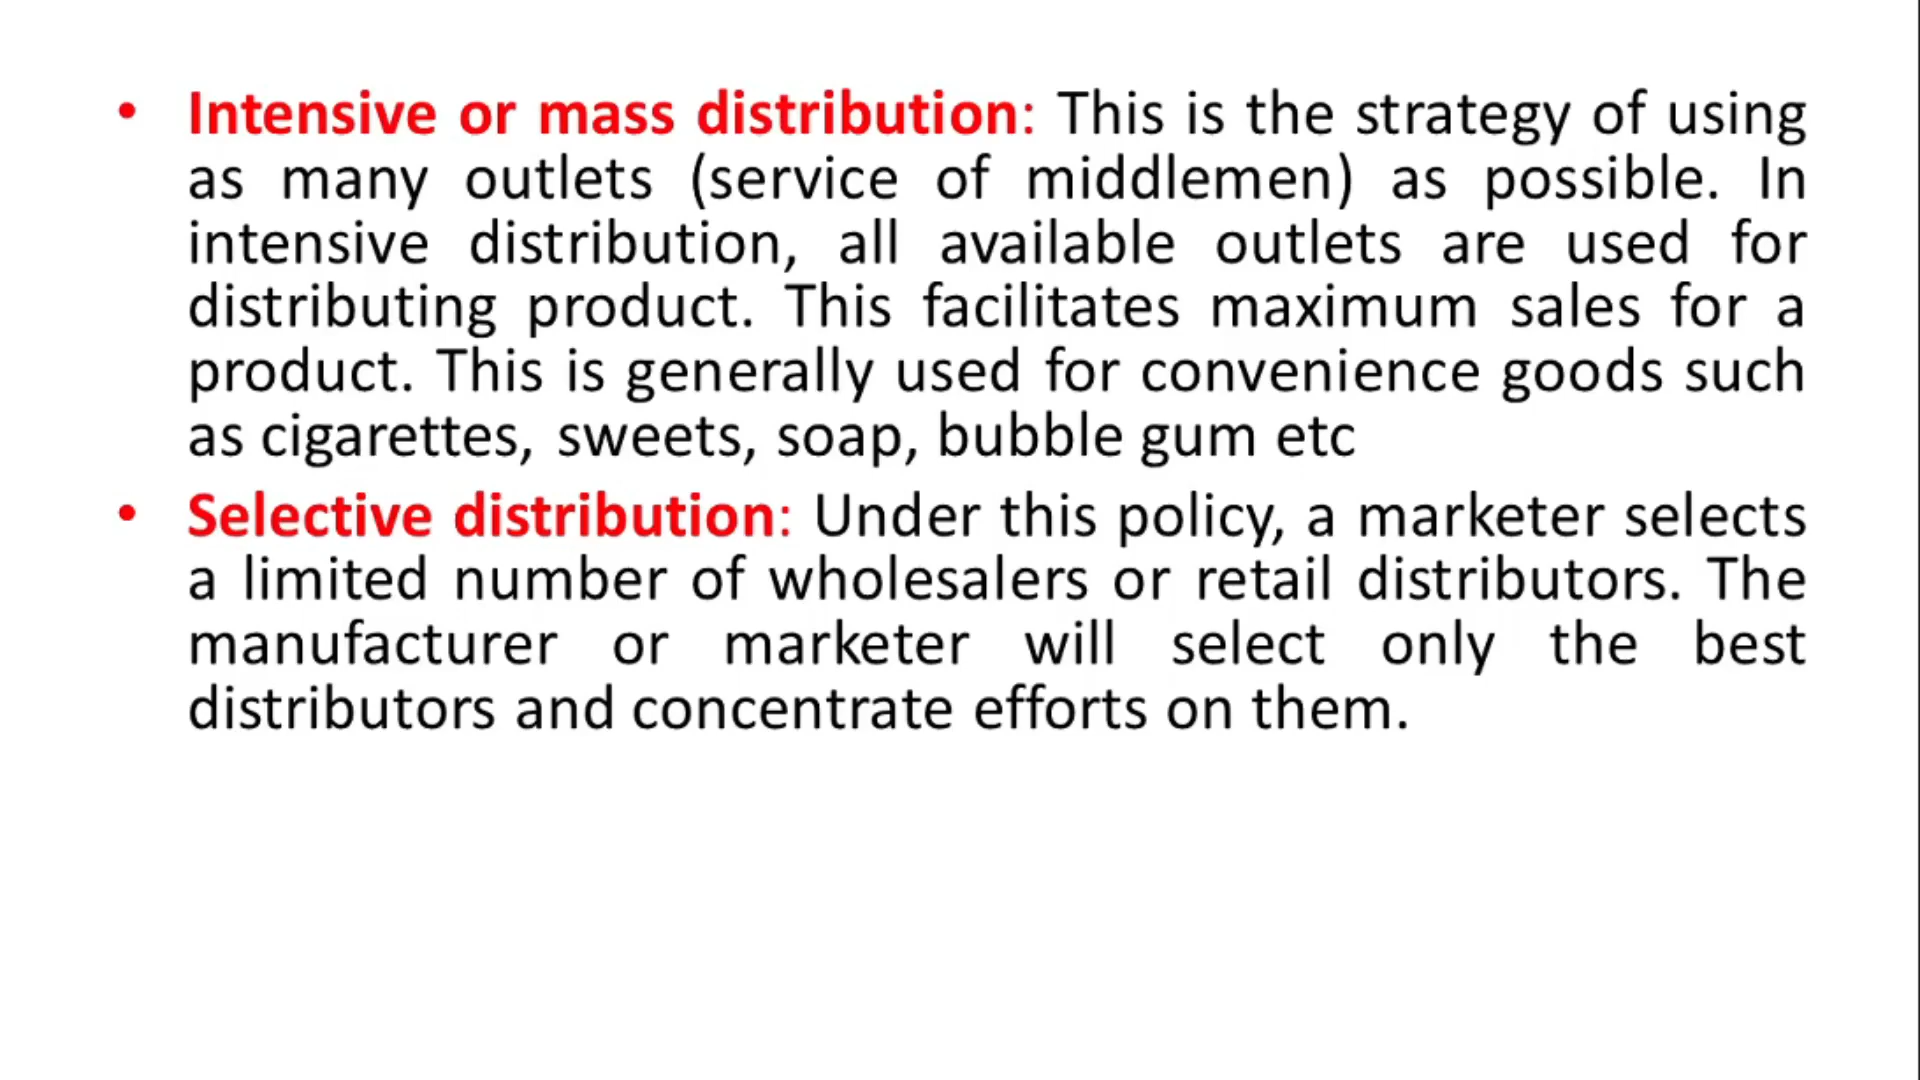 • Intensive or mass distribution: This is the strategy of using
as many outlets (service of middlemen) as possible. In
intensive distribution, all available outlets are used for
distributing product. This facilitates maximum sales for a
product. This is generally used for convenience goods such
as cigarettes, sweets, soap, bubble gum etc
• Selective distribution: Under this policy, a marketer selects
a limited number of wholesalers or retail distributors. The
manufacturer or marketer will select only the best
distributors and concentrate efforts on them.